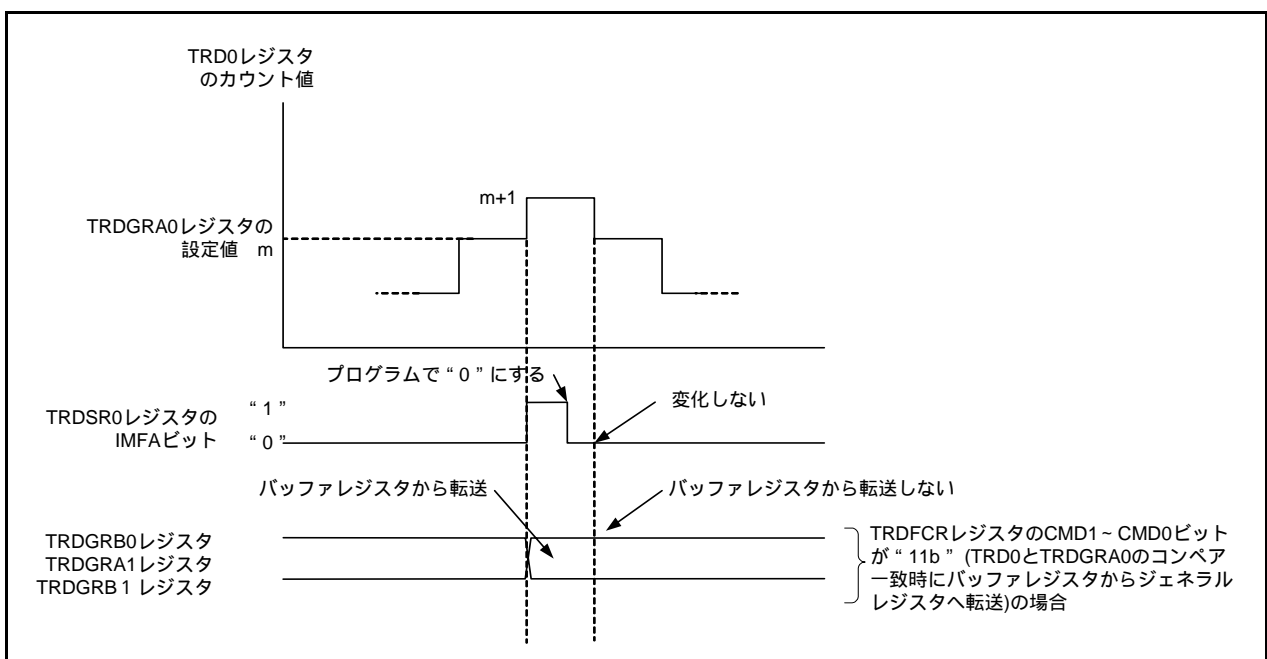 TRD0レジスタ
のカウント値
m+1
TRDGRA0レジスタの
設定値 m
プログラムで“0”にする
変化しない
TRDSR0レジスタの
IMFAビット
“1”
“0”
バッファレジスタから転送
バッファレジスタから転送しない
TRDGRB0レジスタ
TRDGRA1レジスタ
TRDGRB1レジスタ
TRDFCRレジスタのCMD1~CMD0ビット
が“11b”(TRD0とTRDGRA0のコンペア
一致時にバッファレジスタからジェネラル
レジスタへ転送)の場合